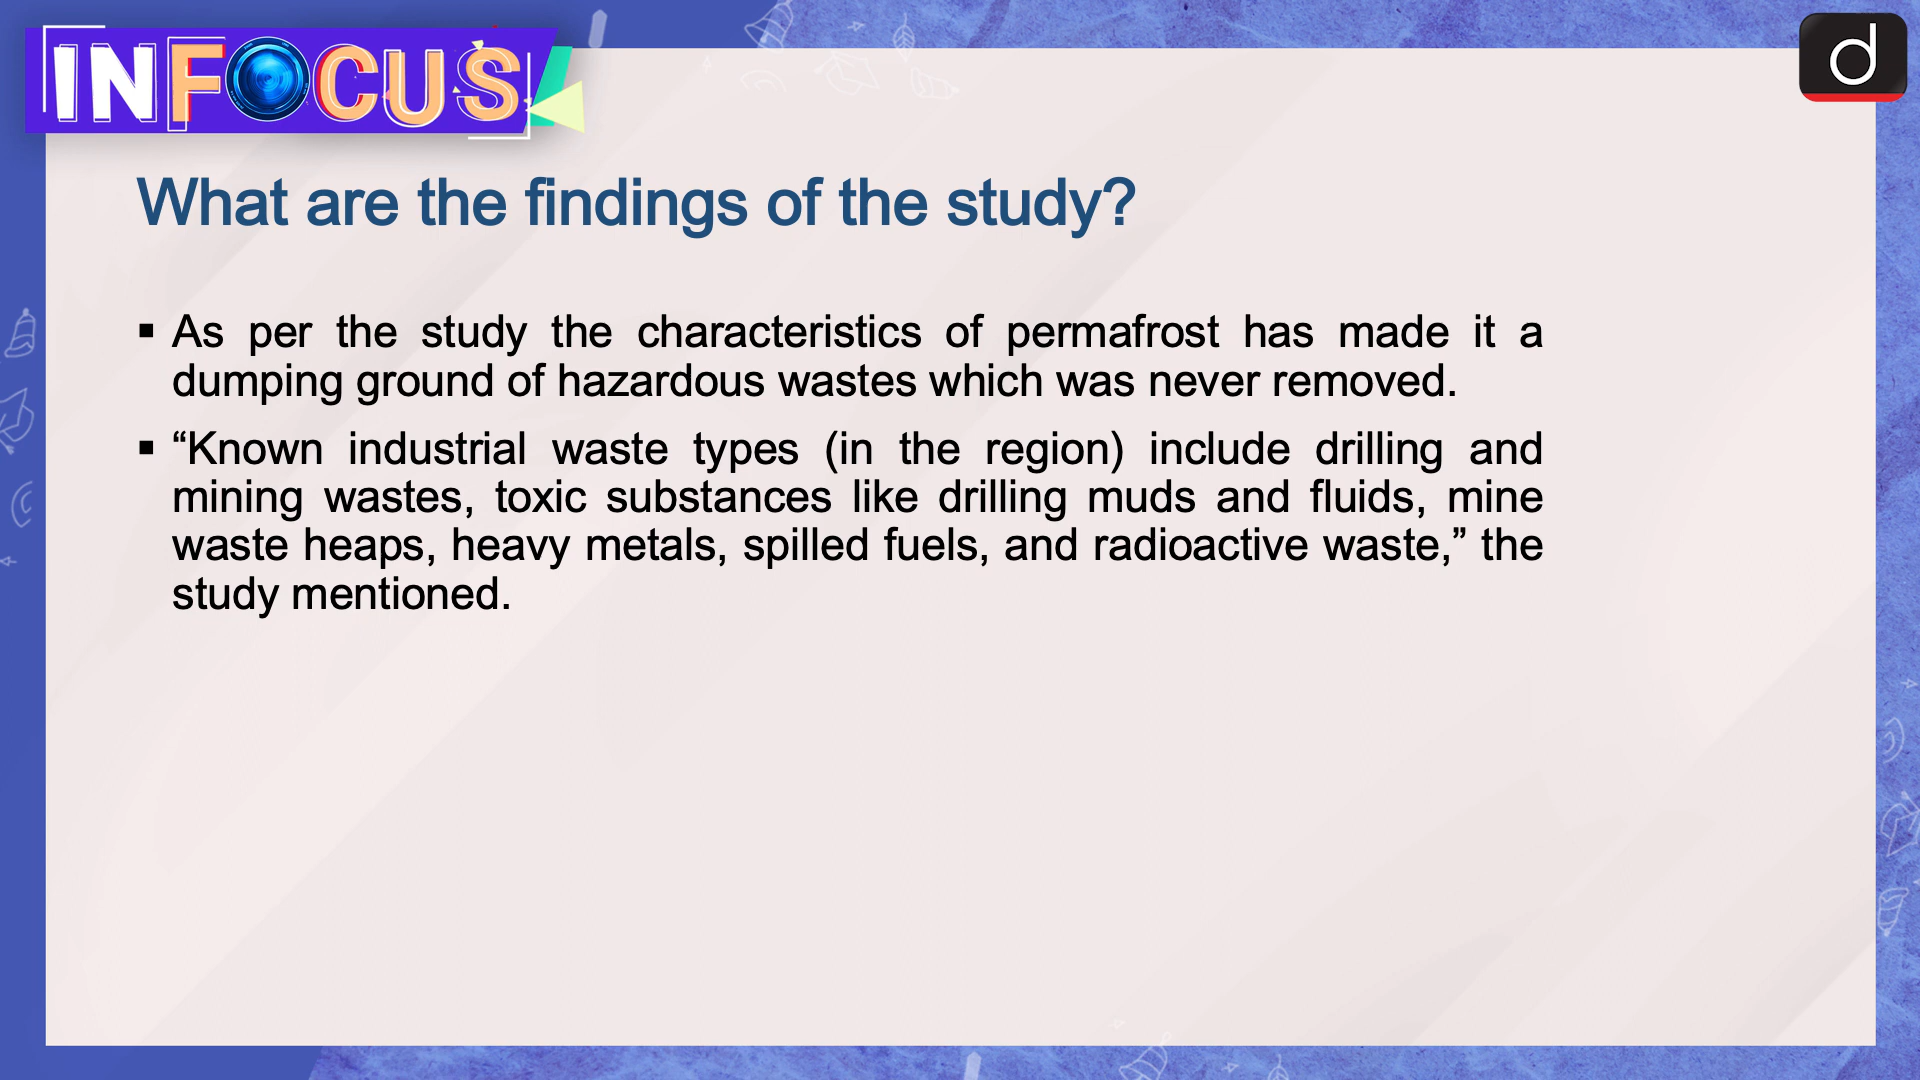 INFOCUS
d
What are the findings of the study?
▪ As per the study the characteristics of permafrost has made it a
dumping ground of hazardous wastes which was never removed.
▪ “Known industrial waste types (in the region) include drilling and
mining wastes, toxic substances like drilling muds and fluids, mine
waste heaps, heavy metals, spilled fuels, and radioactive waste,” the
study mentioned.